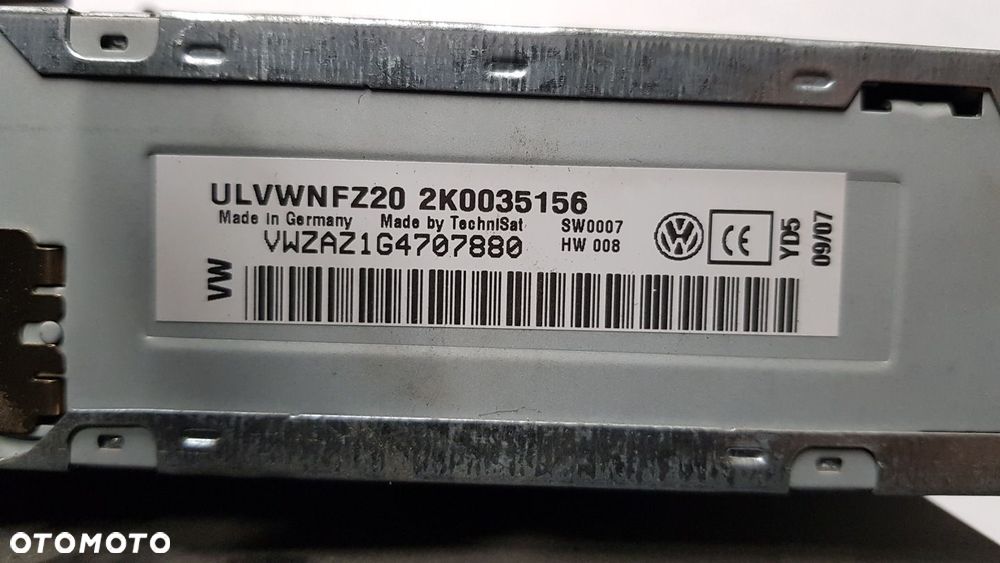 ULVWNFZ20 2K0035156
Made in Germany Made by TechniSat SW0007
VWZAZ1G4707880 HW 008
VW
CE
YD5
09/07
OTOMOTO